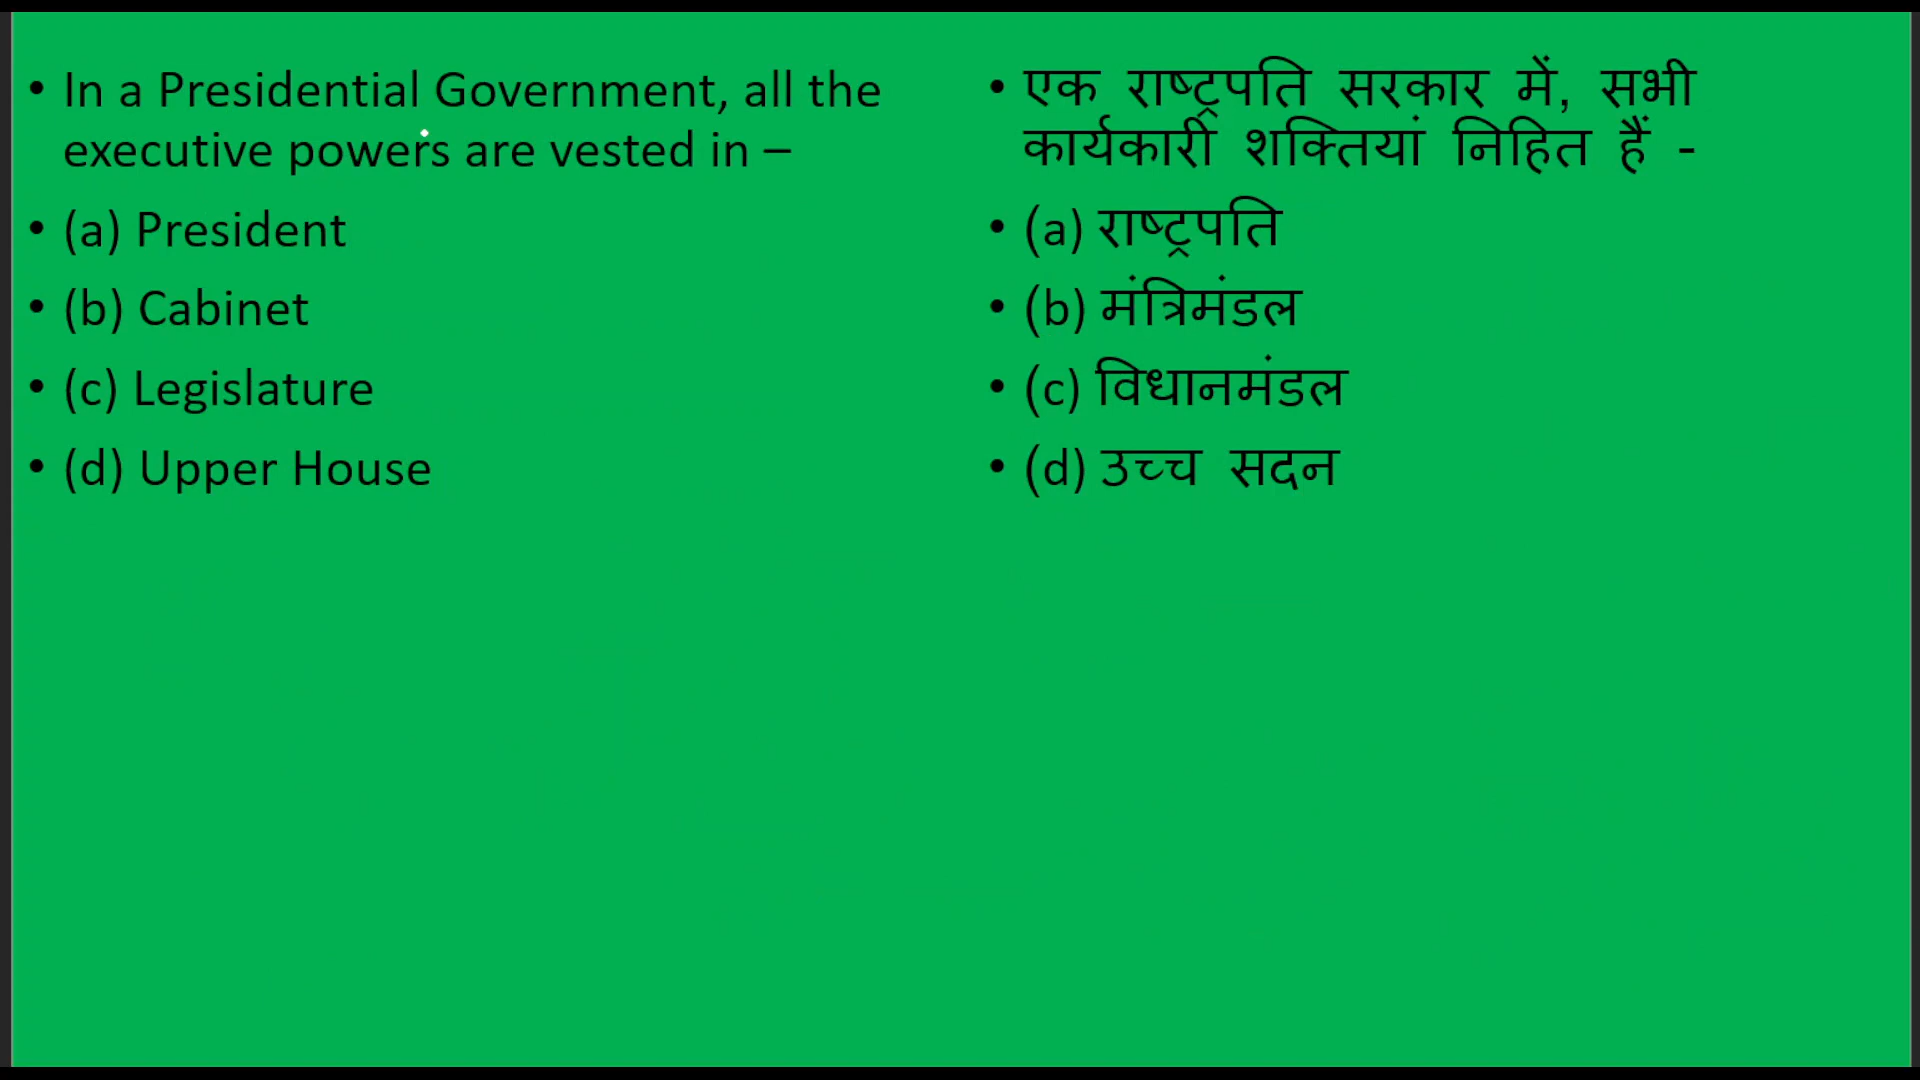 • In a Presidential Government, all the
executive powers are vested in –
• (a) President
• (b) Cabinet
• (c) Legislature
• (d) Upper House
• एक राष्ट्रपति सरकार में, सभी
कार्यकारी शक्तियां निहित हैं -
• (a) राष्ट्रपति
• (b) मंत्रिमंडल
• (c) विधानमंडल
• (d) उच्च सदन